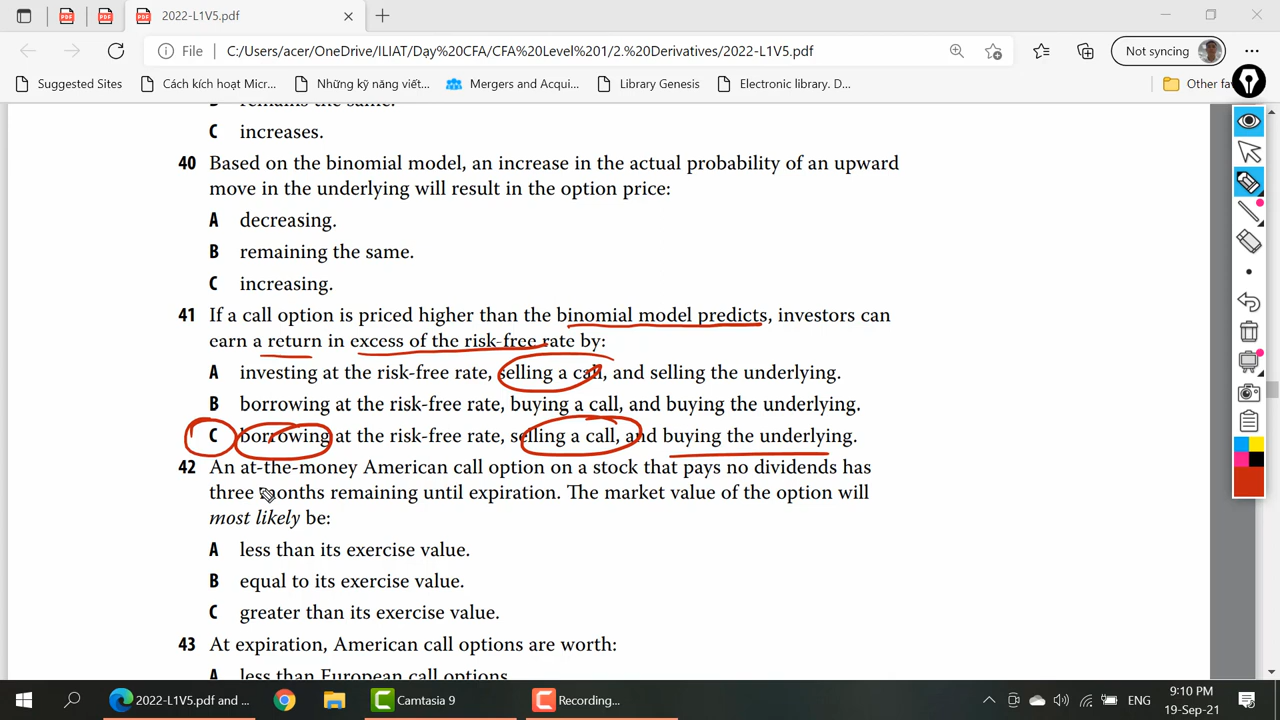 2022-L1V5.pdf
File
C:/Users/acer/OneDrive/ILIAT/Day%20CFA/CFA%20Level%201/2.%20Derivatives/2022-L1V5.pdf
Not syncing
Suggested Sites
Cách kích hoạt Micr...
Những kỹ năng viết...
Mergers and Acqui...
Library Genesis
Electronic library. D...
Other fav
remains the same.
C increases.
40 Based on the binomial model, an increase in the actual probability of an upward
move in the underlying will result in the option price:
A decreasing.
B remaining the same.
C increasing.
41 If a call option is priced higher than the binomial model predicts, investors can
earn a return in excess of the risk-free rate by:
A investing at the risk-free rate, selling a call, and selling the underlying.
B borrowing at the risk-free rate, buying a call, and buying the underlying.
C borrowing at the risk-free rate, selling a call, and buying the underlying.
42 An at-the-money American call option on a stock that pays no dividends has
three months remaining until expiration. The market value of the option will
most likely be:
A less than its exercise value.
B equal to its exercise value.
C greater than its exercise value.
43 At expiration, American call options are worth:
A less than European call options.
2022-L1V5.pdf and ...
Camtasia 9
Recording...
ENG
9:10 PM
19-Sep-21